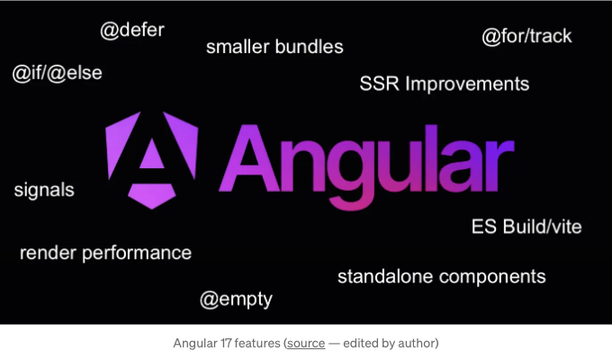 @defer
@for/track
smaller bundles
@if/@else
SSR Improvements
Angular
signals
ES Build/vite
render performance
standalone components
@empty
Angular 17 features (source — edited by author)